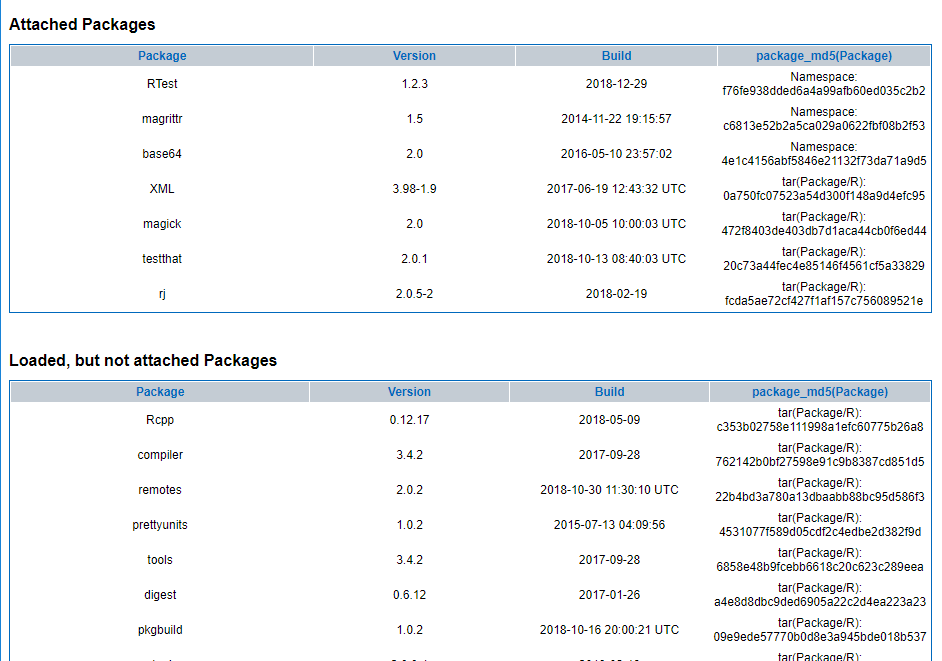 Attached Packages
Package Version Build package_md5(Package)
RTest 1.2.3 2018-12-29 Namespace:
f76fe938dded6a4a99afb60ed035c2b2
magrittr 1.5 2014-11-22 19:15:57 Namespace:
c6813e52b2a5ca029a0622fbf08b2f53
base64 2.0 2016-05-10 23:57:02 Namespace:
4e1c4156abf5846e21132f73da71a9d5
XML 3.98-1.9 2017-06-19 12:43:32 UTC tar(Package/R):
0a750fc07523a54d300f148a9d4efc95
magick 2.0 2018-10-05 10:00:03 UTC tar(Package/R):
472f8403de403db7d1aca44cb0f6ed44
testthat 2.0.1 2018-10-13 08:40:03 UTC tar(Package/R):
20c73a44fec4e85146f4561cf5a33829
rj 2.0.5-2 2018-02-19 tar(Package/R):
fcda5ae72cf427f1af157c756089521e
Loaded, but not attached Packages
Package Version Build package_md5(Package)
Rcpp 0.12.17 2018-05-09 tar(Package/R):
c353b02758e111998a1efc60775b26a8
compiler 3.4.2 2017-09-28 tar(Package/R):
762142b0bf27598e91c9b8387cd851d5
remotes 2.0.2 2018-10-30 11:30:10 UTC tar(Package/R):
22b4bd3a780a13dbaabb88bc95d586f3
prettyunits 1.0.2 2015-07-13 04:09:56 tar(Package/R):
4531077f589d05cdf2c4edbe2d382f9d
tools 3.4.2 2017-09-28 tar(Package/R):
6858e48b9fcebb6618c20c623c289eea
digest 0.6.12 2017-01-26 tar(Package/R):
a4e8d8dbc9ded6905a22c2d4ea223a23
pkgbuild 1.0.2 2018-10-16 20:00:21 UTC tar(Package/R):
09e9ede57770b0d8e3a945bde018b537
tar(Package/R):